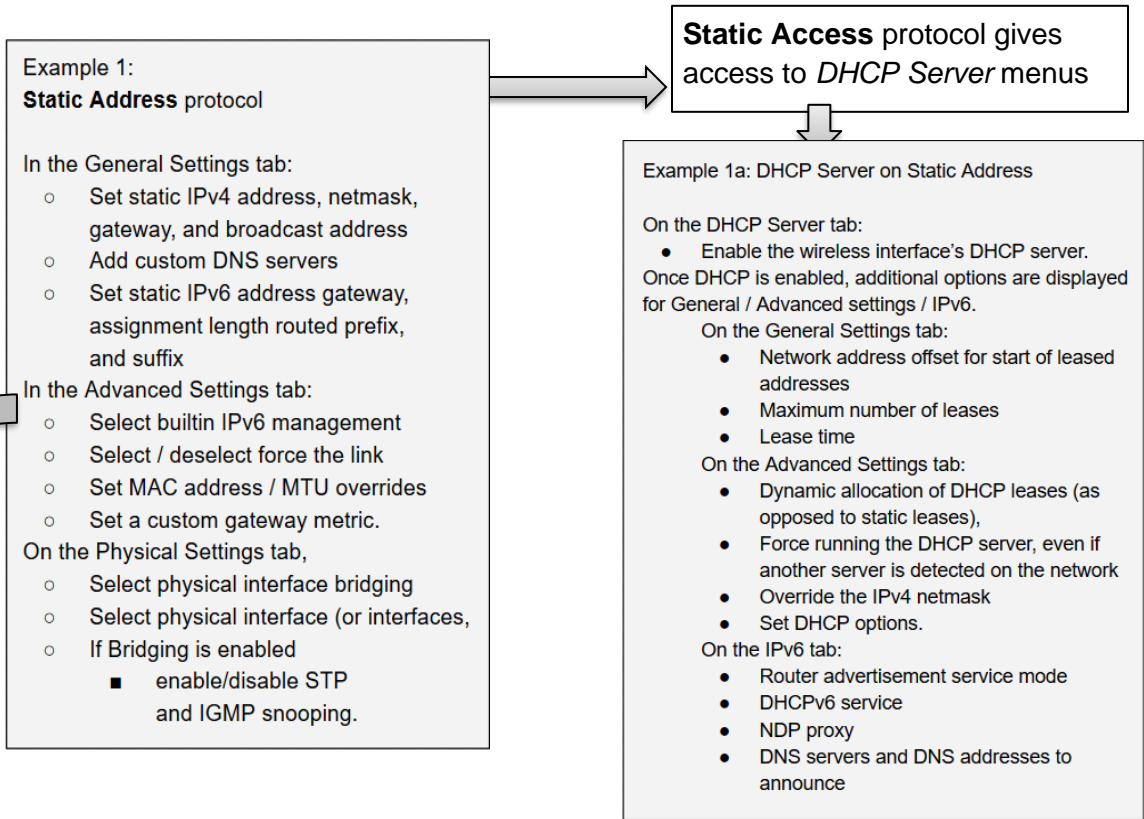 Static Access protocol gives
access to DHCP Server menus
Example 1:
Static Address protocol
In the General Settings tab:
○ Set static IPv4 address, netmask,
gateway, and broadcast address
○ Add custom DNS servers
○ Set static IPv6 address gateway,
assignment length routed prefix,
and suffix
In the Advanced Settings tab:
○ Select builtin IPv6 management
○ Select / deselect force the link
○ Set MAC address / MTU overrides
○ Set a custom gateway metric.
On the Physical Settings tab,
○ Select physical interface bridging
○ Select physical interface (or interfaces,
○ If Bridging is enabled
■ enable/disable STP
and IGMP snooping.
Example 1a: DHCP Server on Static Address
On the DHCP Server tab:
● Enable the wireless interface's DHCP server.
Once DHCP is enabled, additional options are displayed
for General / Advanced settings / IPv6.
On the General Settings tab:
● Network address offset for start of leased
addresses
● Maximum number of leases
● Lease time
On the Advanced Settings tab:
● Dynamic allocation of DHCP leases (as
opposed to static leases),
● Force running the DHCP server, even if
another server is detected on the network
● Override the IPv4 netmask
● Set DHCP options.
On the IPv6 tab:
● Router advertisement service mode
● DHCPv6 service
● NDP proxy
● DNS servers and DNS addresses to
announce